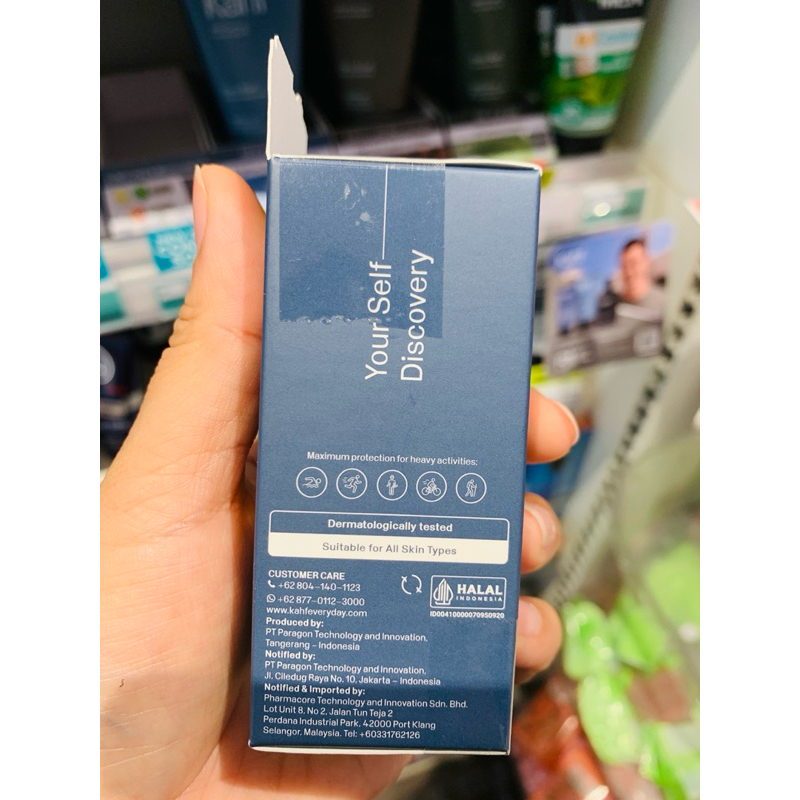 Your Self
Discovery
Maximum protection for heavy activities:
Dermatologically tested
Suitable for All Skin Types
CUSTOMER CARE
+62 804-140-1123
+62 877-0112-3000
www.kahfeveryday.com
HALAL
INDONESIA
ID00410000070950920
Produced by:
PT Paragon Technology and Innovation.
Tangerang - Indonesia
Notified by:
PT Paragon Technology and Innovation.
Jl. Ciledug Raya No. 10, Jakarta - Indonesia
Notified & Imported by:
Pharmacore Technology and Innovation Sdn. Bhd.
Lot Unit 8. No 2, Jalan Tun Teja 2
Perdana Industrial Park, 42000 Port Klang
Selangor. Malaysia. Tel: +60331762126